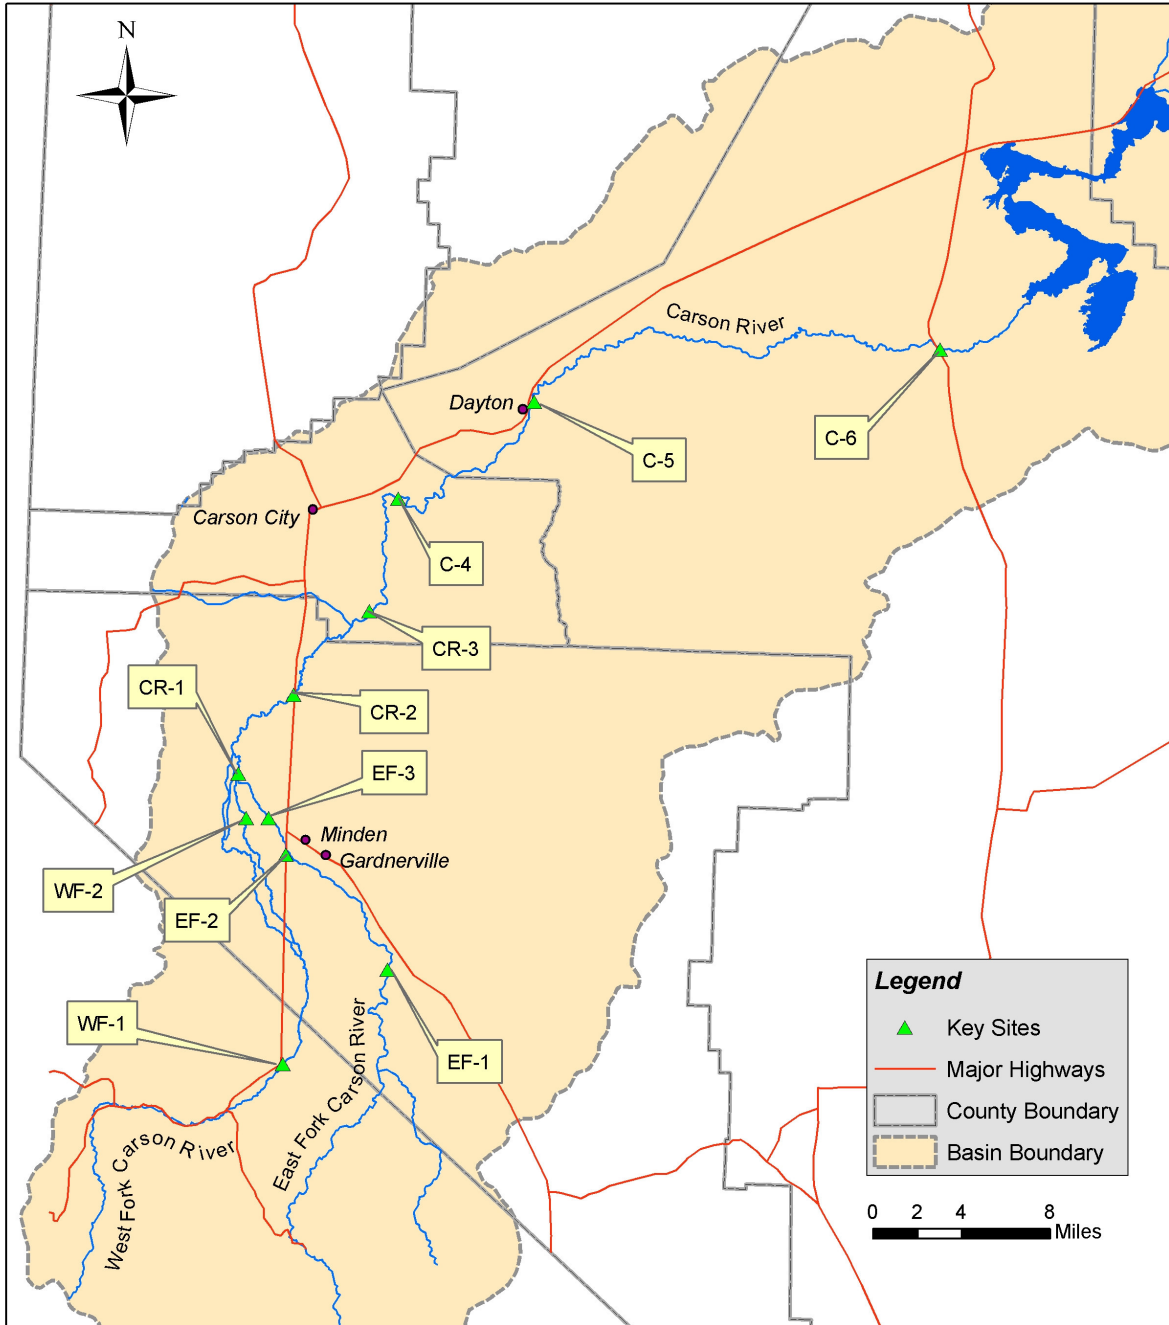 N
Carson River
Dayton
C-5
C-6
Carson City
C-4
CR-3
CR-1
CR-2
EF-3
Minden
Gardnerville
WF-2
EF-2
WF-1
EF-1
East Fork Carson River
West Fork Carson River
Legend
Key Sites
Major Highways
County Boundary
Basin Boundary
0 2 4 8
Miles